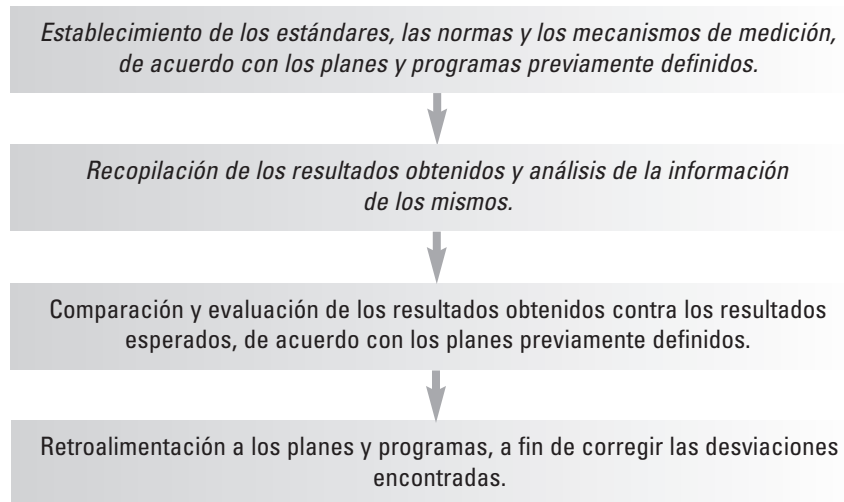 Establecimiento de los estándares, las normas y los mecanismos de medición,
de acuerdo con los planes y programas previamente definidos.
Recopilación de los resultados obtenidos y análisis de la información
de los mismos.
Comparación y evaluación de los resultados obtenidos contra los resultados
esperados, de acuerdo con los planes previamente definidos.
Retroalimentación a los planes y programas, a fin de corregir las desviaciones
encontradas.